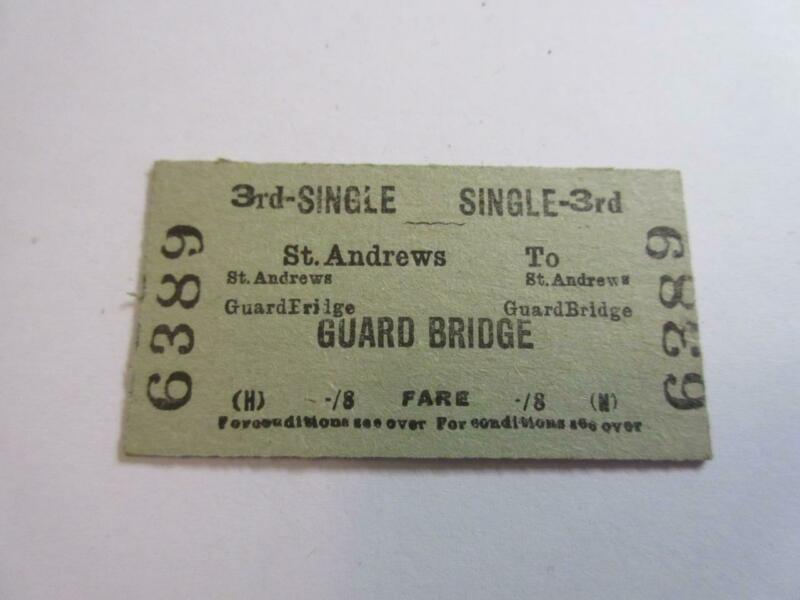 3rd-SINGLE SINGLE-3rd
St. Andrews To
St. Andrews St. Andrews
GuardFridge GuardBridge
GUARD BRIDGE
(H) -/8 FARE -/8 (N)
For conditions see over For conditions see over
6389
6389